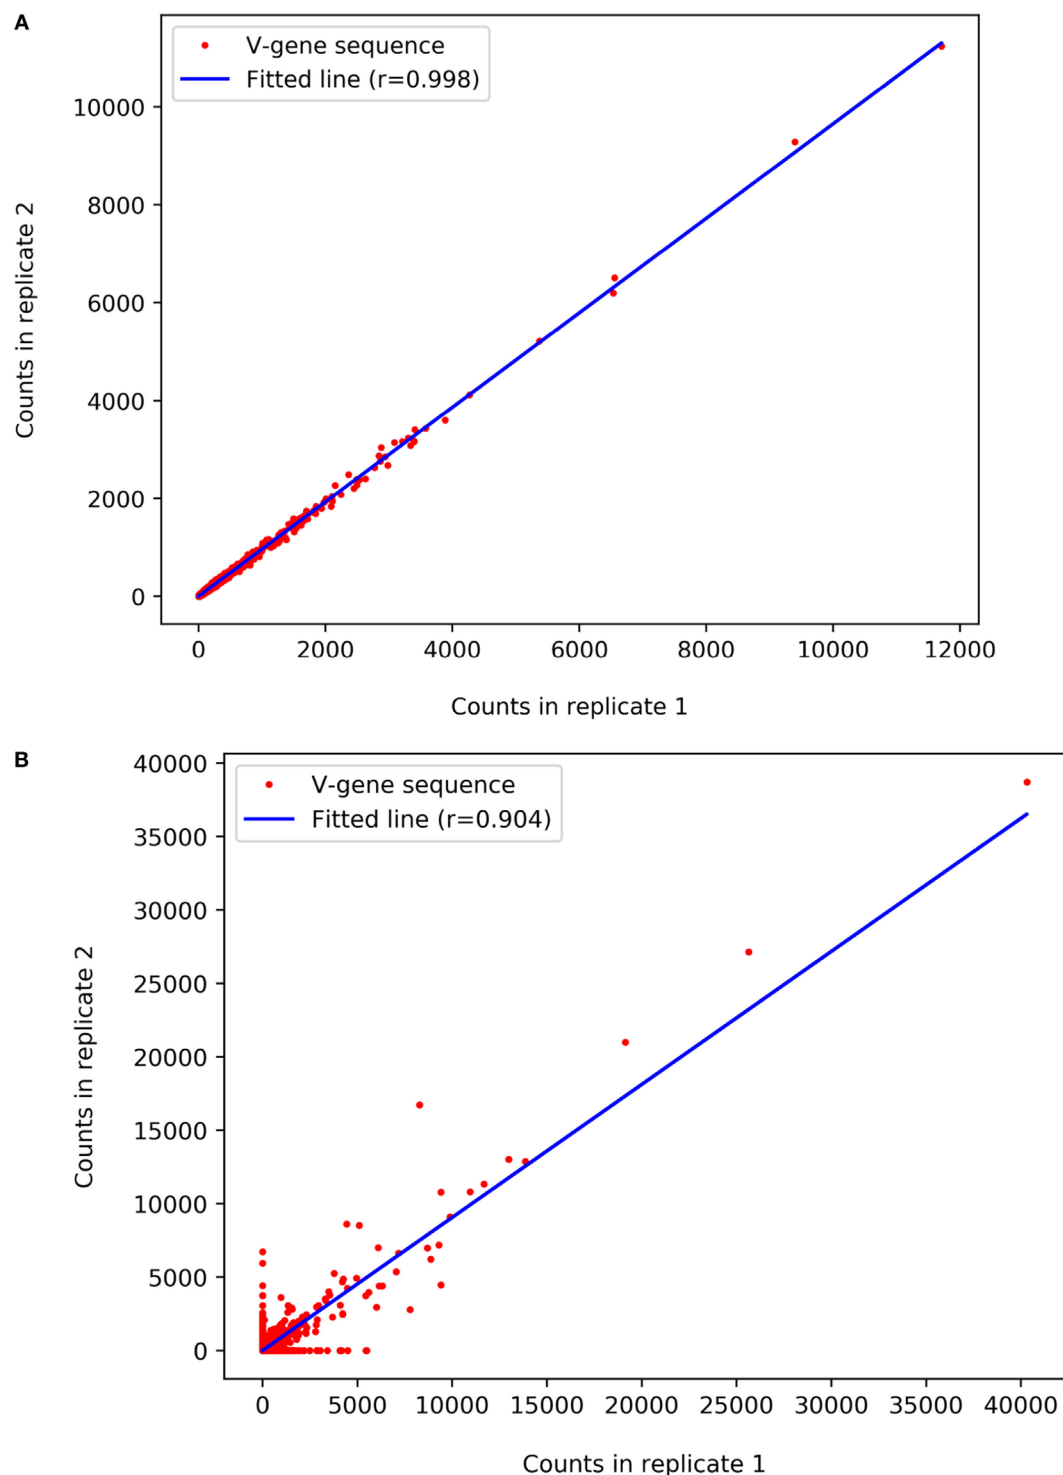 A
V-gene sequence
Fitted line (r=0.998)
10000
8000
6000
4000
2000
0
Counts in replicate 2
0 2000 4000 6000 8000 10000 12000
Counts in replicate 1
B
V-gene sequence
Fitted line (r=0.904)
40000
35000
30000
25000
20000
15000
10000
5000
0
Counts in replicate 2
0 5000 10000 15000 20000 25000 30000 35000 40000
Counts in replicate 1